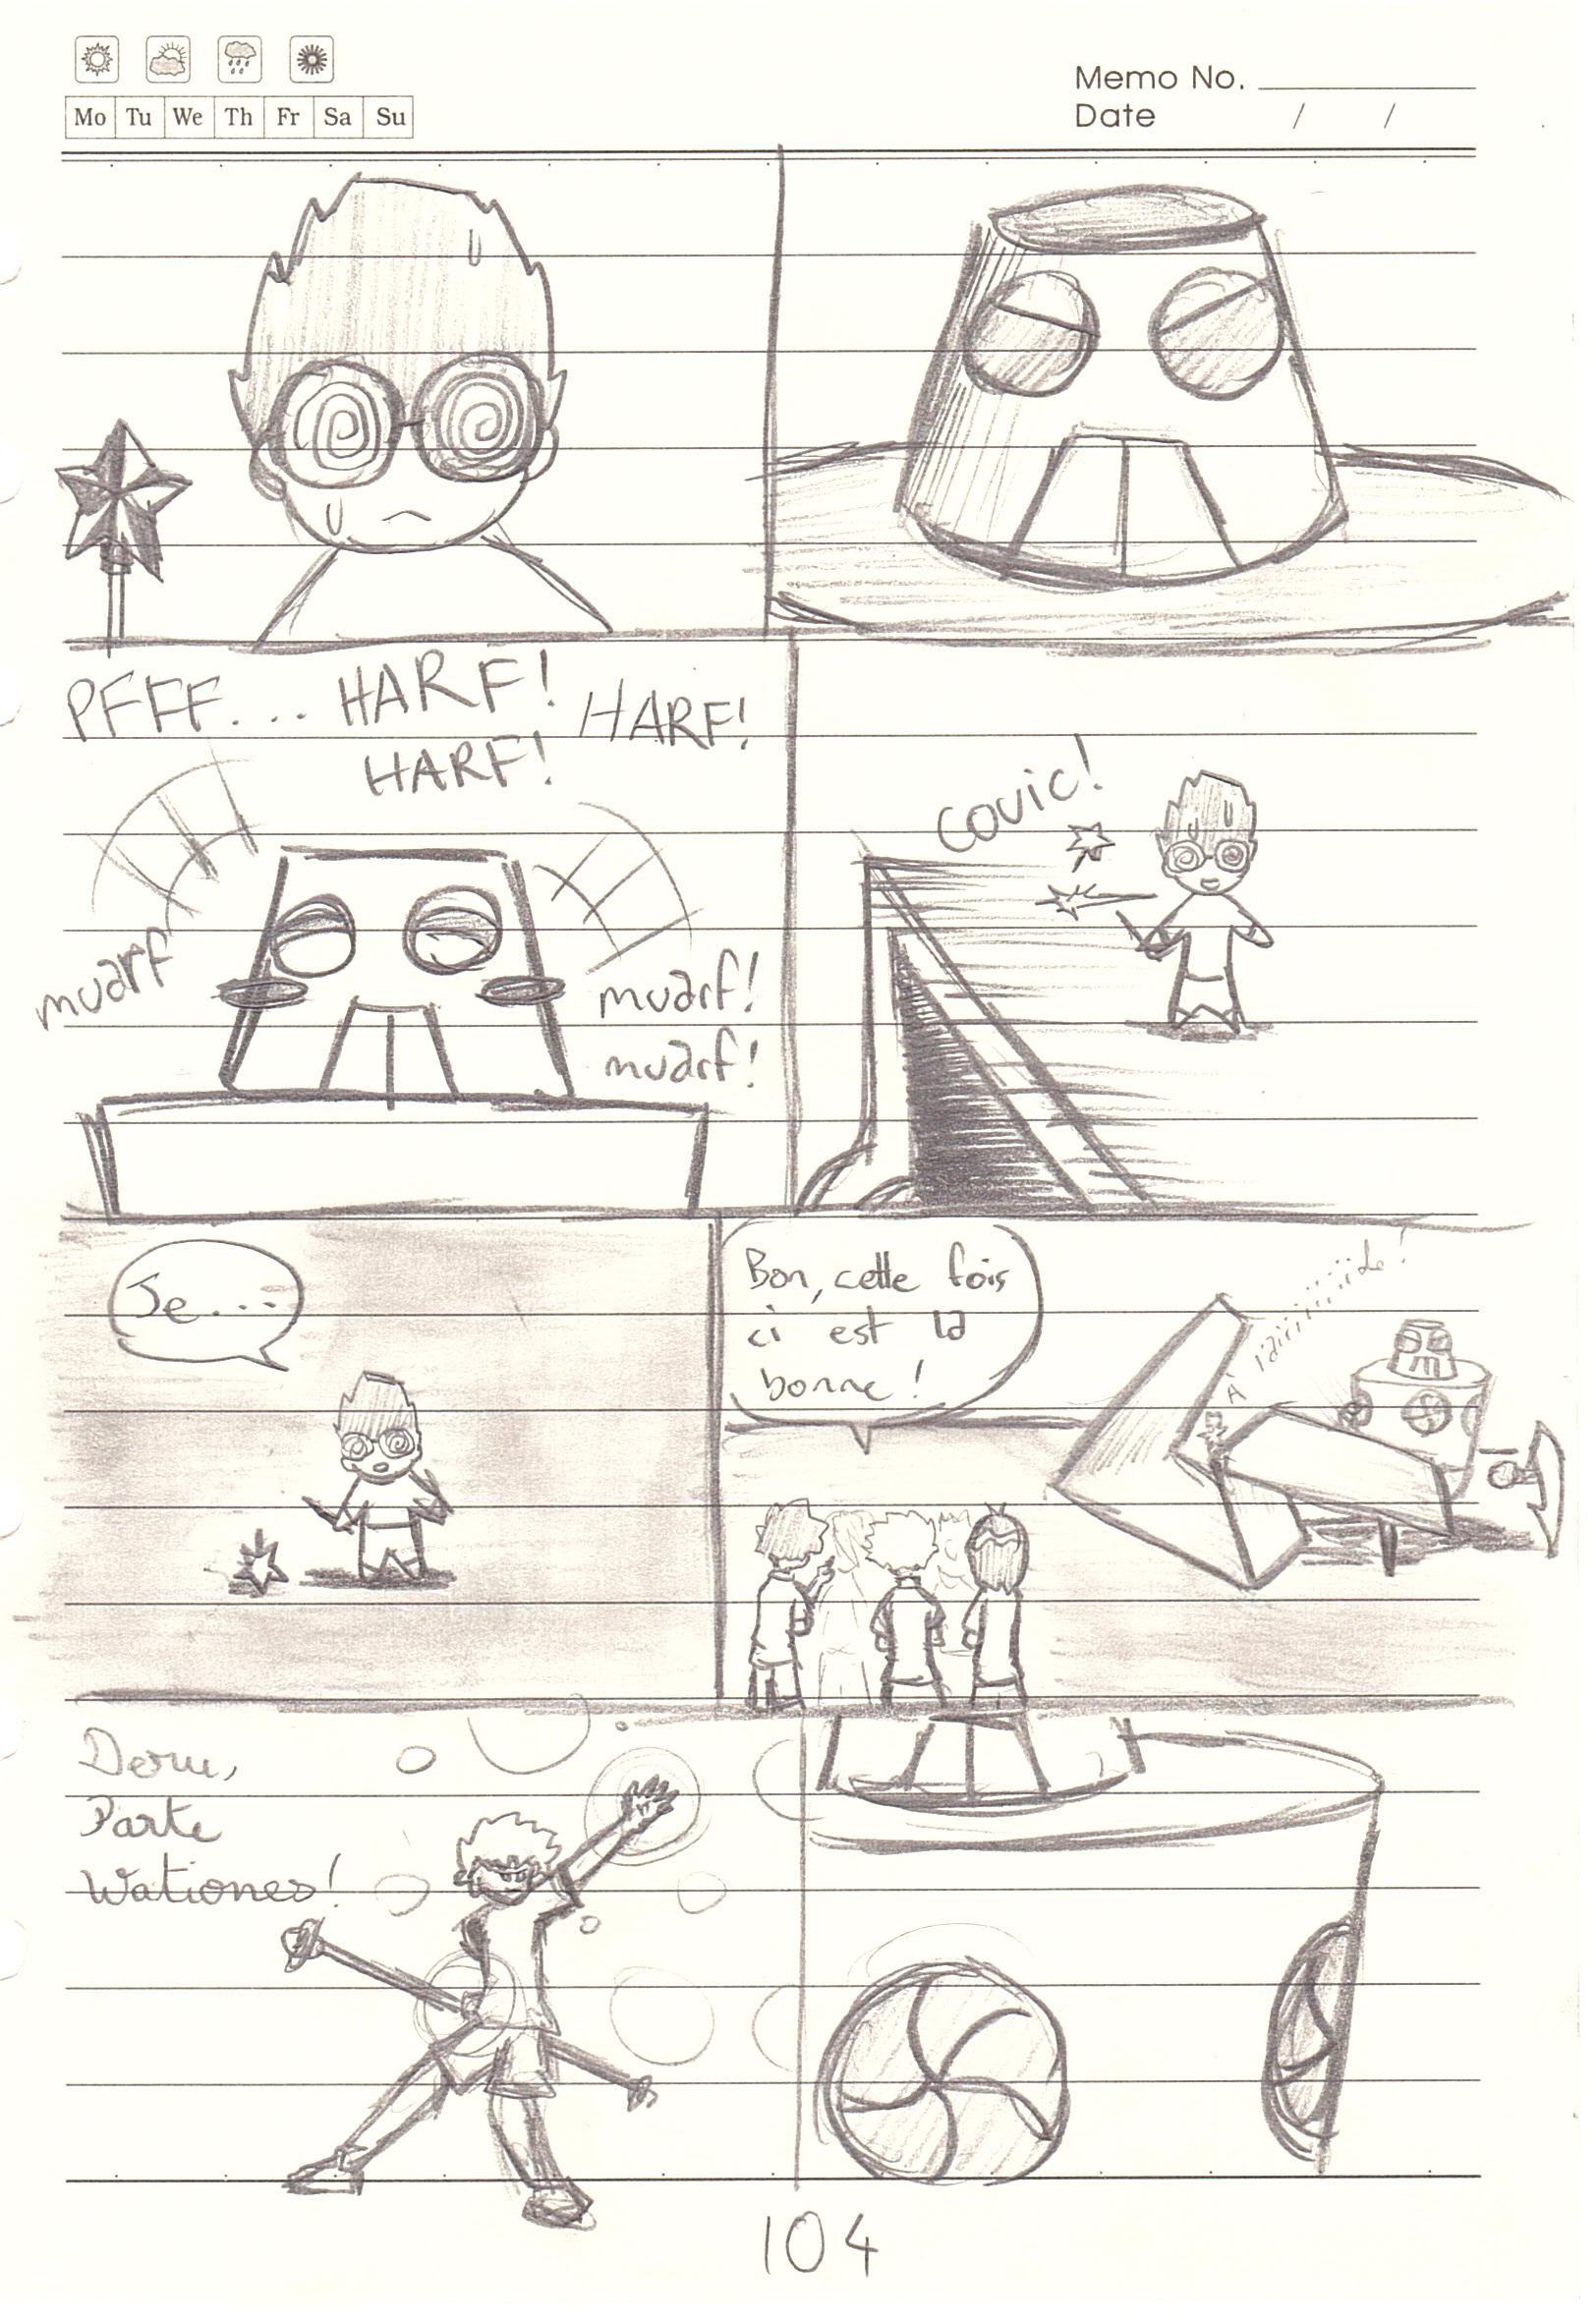 Mo Tu We Th Fr Sa Su
Memo No.
Date / /
PFFF... HARF! HARF!
HARF!
muarf
muarf!
muarf!
Couic!
Je...
Bon, cette fois
ci est la
bonne!
À l'aiiiiiiiiide!
Deru,
Parte
Wationes!
104